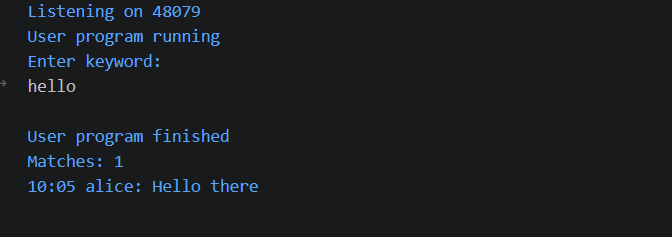 Listening on 48079
User program running
Enter keyword:
hello
User program finished
Matches: 1
10:05 alice: Hello there